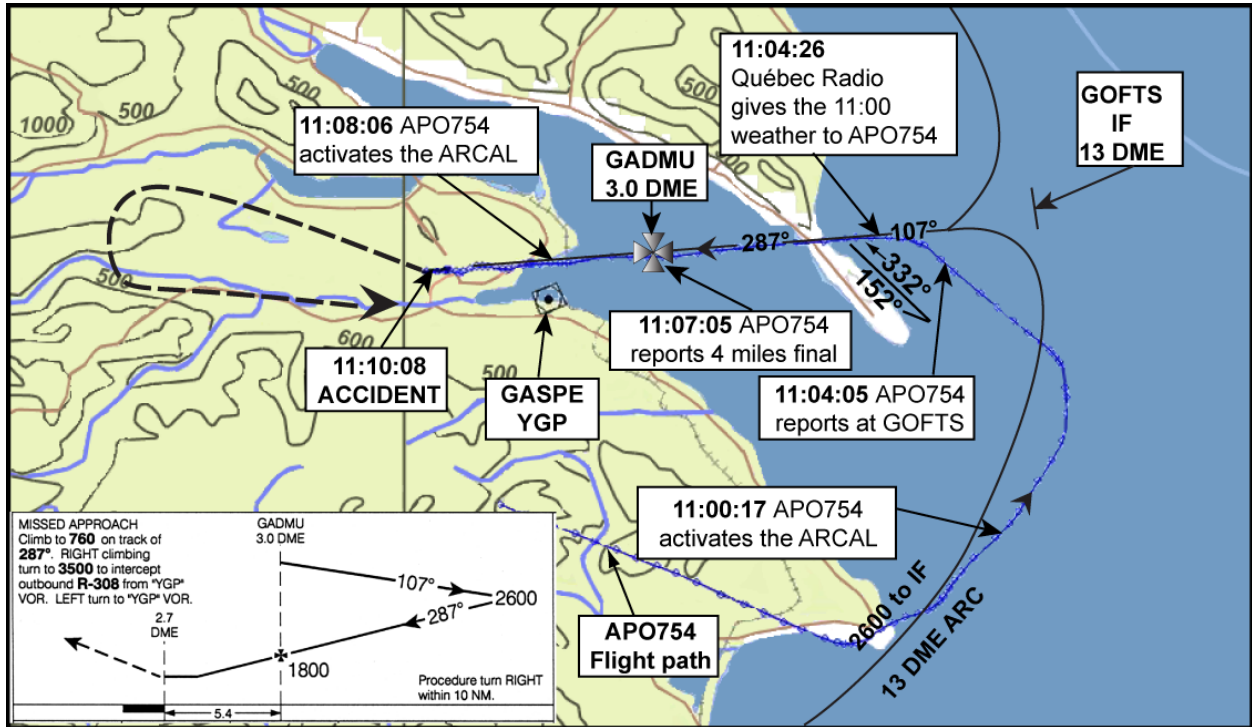 11:04:26
Québec Radio
gives the 11:00
weather to APO754
GOFTS
IF
13 DME
500
1000
500
500
11:08:06 APO754
activates the ARCAL
GADMU
3.0 DME
287°
107°
332°
152°
500
600
500
11:10:08
ACCIDENT
GASPE
YGP
11:07:05 APO754
reports 4 miles final
11:04:05 APO754
reports at GOFTS
11:00:17 APO754
activates the ARCAL
APO754
Flight path
2600 to IF
13 DME ARC
MISSED APPROACH
Climb to 760 on track of
287°. RIGHT climbing
turn to 3500 to intercept
outbound R-308 from "YGP"
VOR. LEFT turn to "YGP" VOR.
GADMU
3.0 DME
107°
2600
287°
2.7
DME
1800
Procedure turn RIGHT
within 10 NM.
5.4